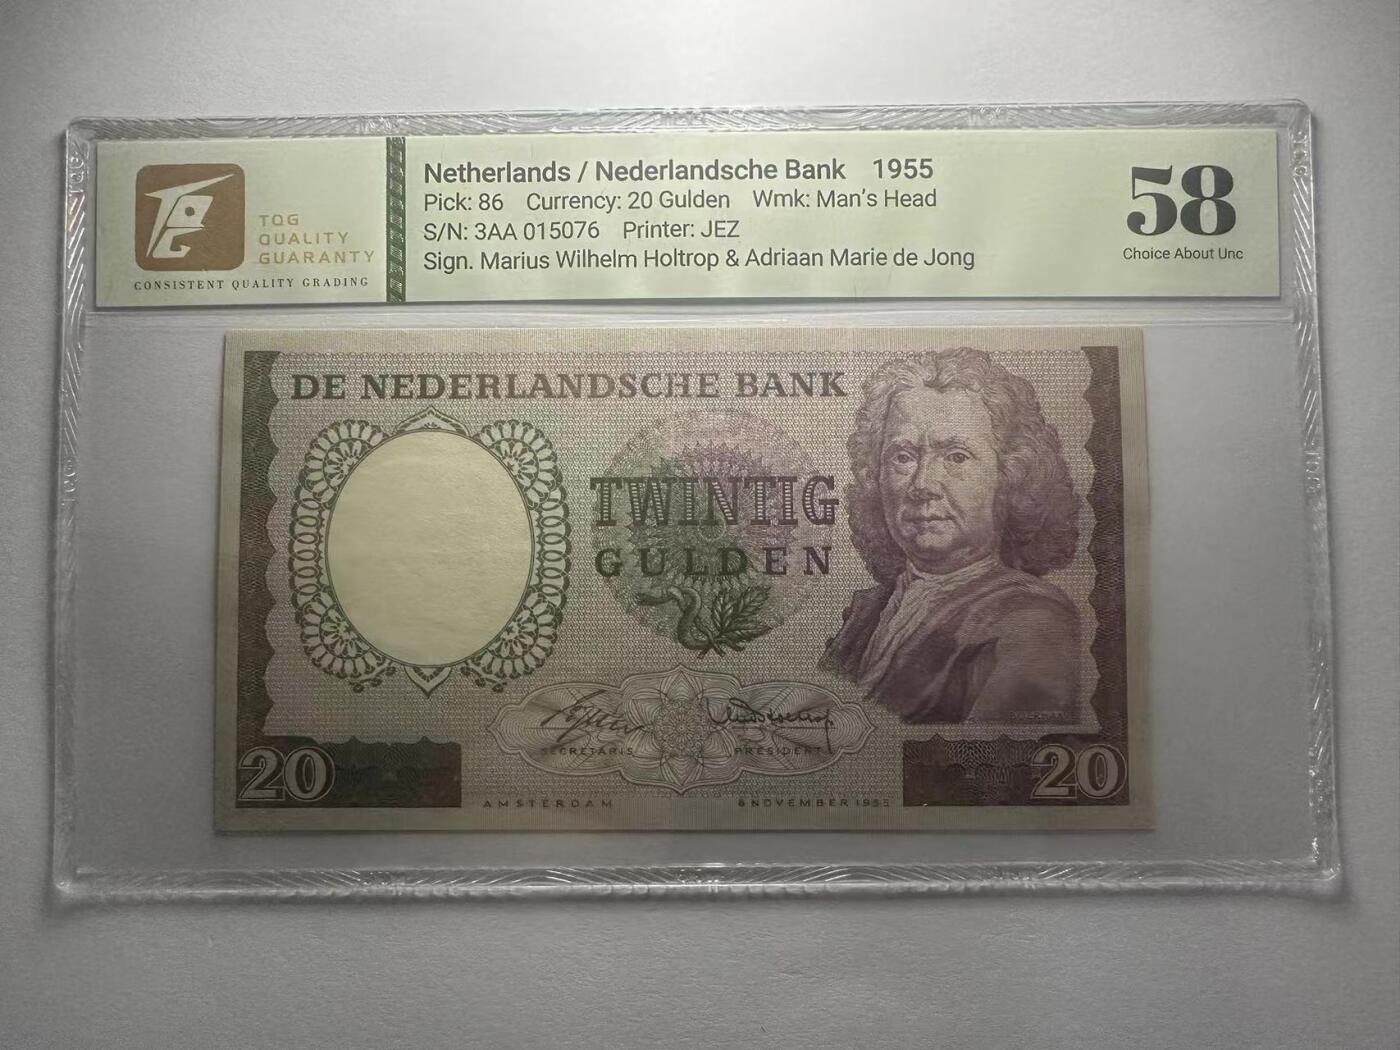 TQG
QUALITY
GUARANTY
CONSISTENT QUALITY GRADING
Netherlands / Nederlandsche Bank 1955
Pick: 86 Currency: 20 Gulden Wmk: Man's Head
S/N: 3AA 015076 Printer: JEZ
Sign. Marius Wilhelm Holtrop & Adriaan Marie de Jong
58
Choice About Unc
DE NEDERLANDSCHE BANK
TWINTIG
GULDEN
SECRETARIS PRESIDENT
20 20
AMSTERDAM 8 NOVEMBER 1955